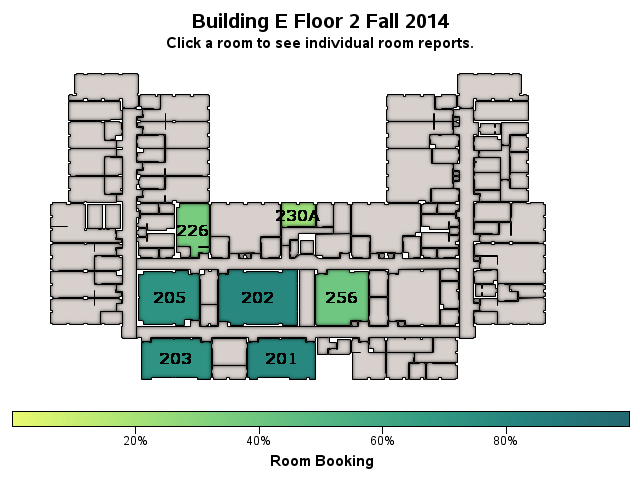 Building E Floor 2 Fall 2014
Click a room to see individual room reports.
230A
226
205
202
256
203
201
20%
40%
60%
80%
Room Booking